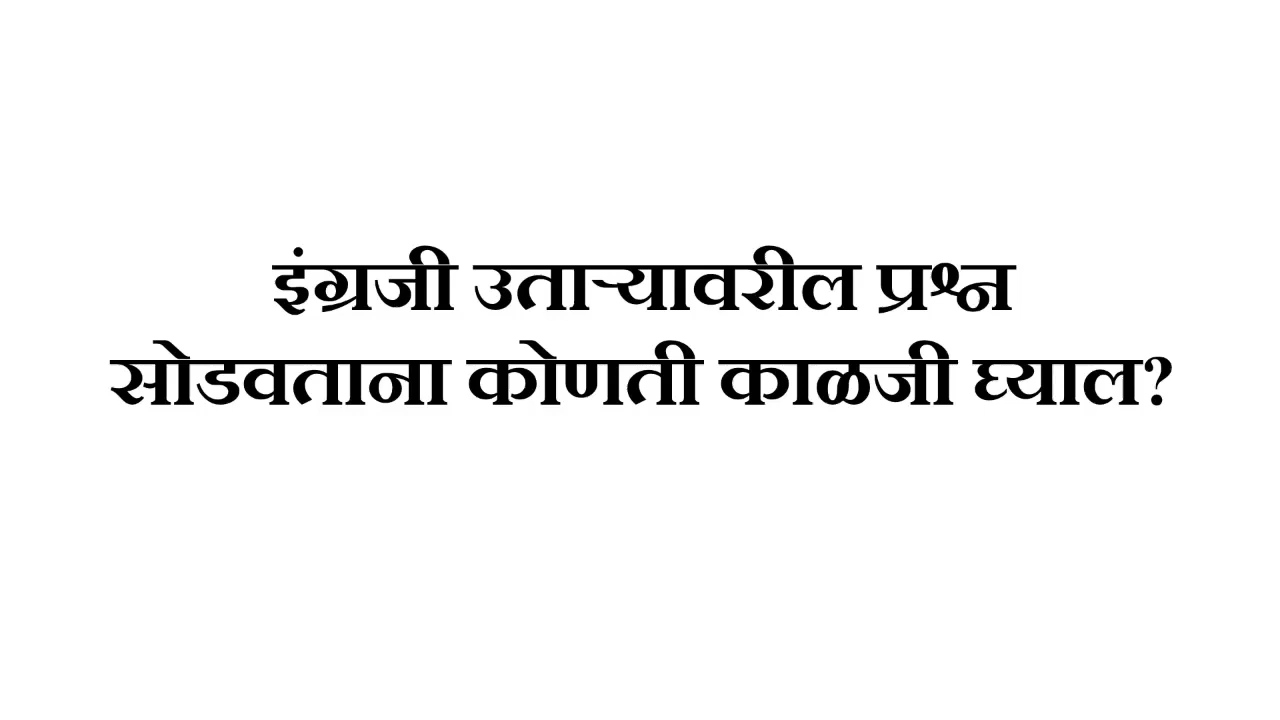 इंग्रजी उताऱ्यावरील प्रश्न
सोडवताना कोणती काळजी घ्याल?